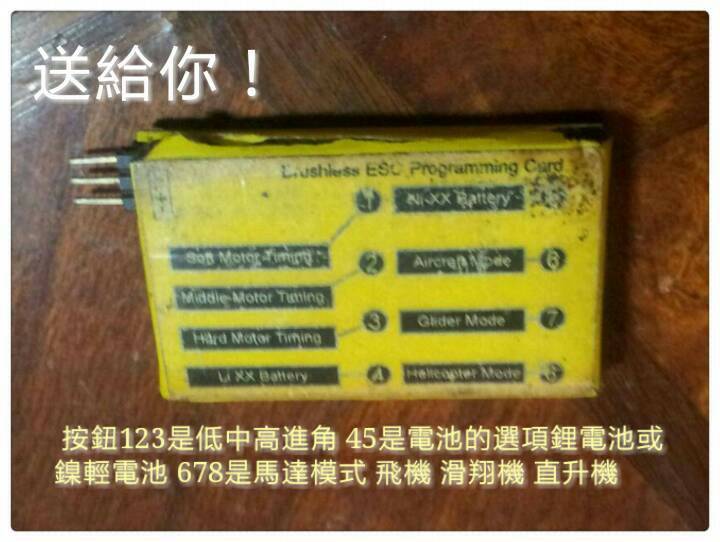 送給你！
Brushless ESC Programming Card
1 Ni-XX Battery
Soft Motor Timing
2 Aircraft Mode 6
Middle-Motor Timing
3 Glider Mode 7
Hard Motor Timing
Li XX Battery 4 Helicopter Mode 8
按鈕123是低中高進角 45是電池的選項鋰電池或
鎳輕電池 678是馬達模式 飛機 滑翔機 直升機